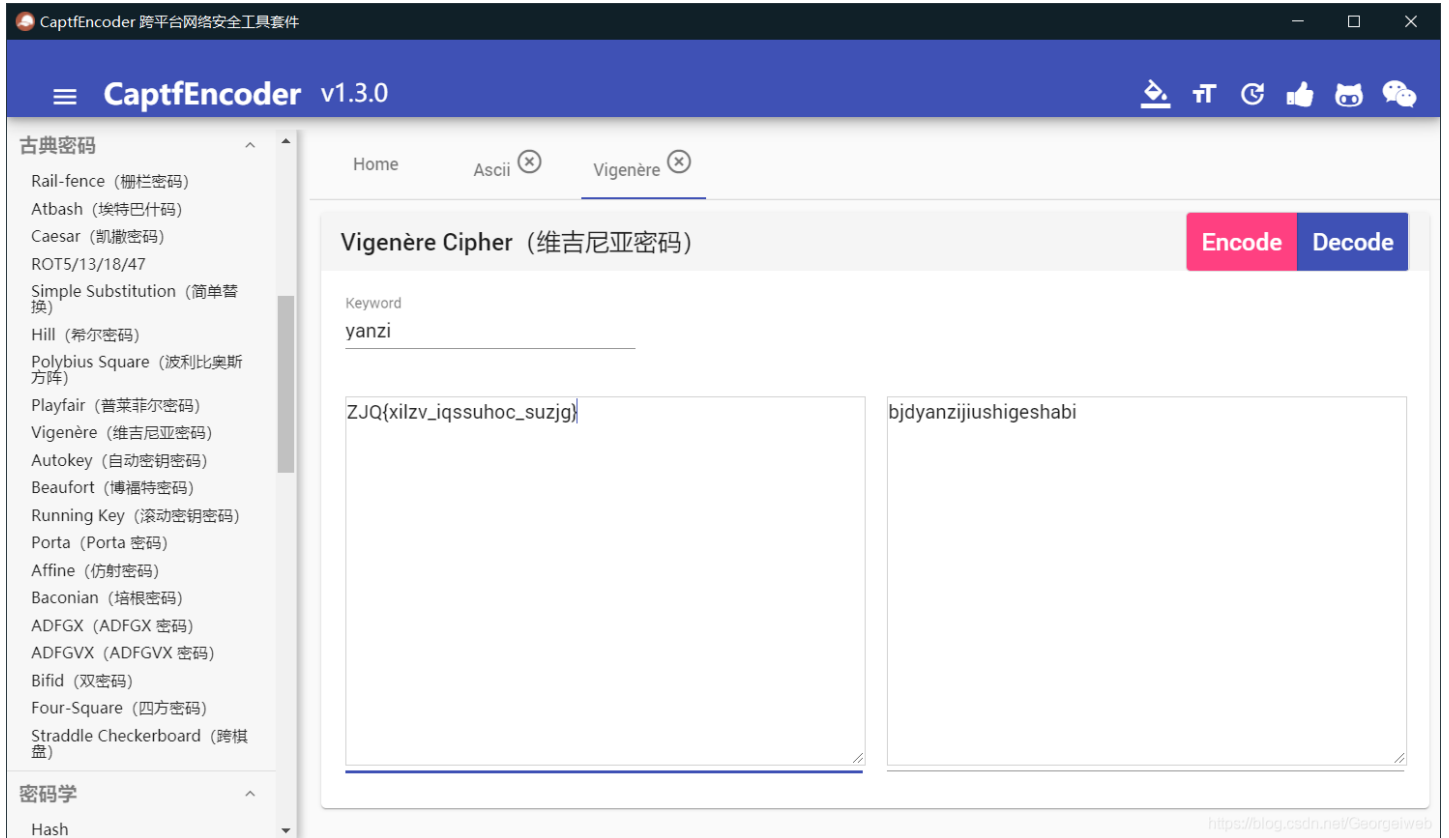 CaptfEncoder 跨平台网络安全工具套件
CaptfEncoder v1.3.0
古典密码
Rail-fence（栅栏密码）
Atbash（埃特巴什码）
Caesar（凯撒密码）
ROT5/13/18/47
Simple Substitution（简单替
换）
Hill（希尔密码）
Polybius Square（波利比奥斯
方阵）
Playfair（普莱菲尔密码）
Vigenère（维吉尼亚密码）
Autokey（自动密钥密码）
Beaufort（博福特密码）
Running Key（滚动密钥密码）
Porta（Porta 密码）
Affine（仿射密码）
Baconian（培根密码）
ADFGX（ADFGX 密码）
ADFGVX（ADFGVX 密码）
Bifid（双密码）
Four-Square（四方密码）
Straddle Checkerboard（跨棋
盘）
密码学
Hash
Home
Ascii
Vigenère
Vigenère Cipher（维吉尼亚密码）
Encode
Decode
Keyword
yanzi
ZJQ{xilzv_iqssuhoc_suzjg}
bjdyanzijiushigeshabi
https://blog.csdn.net/Georgeiweb